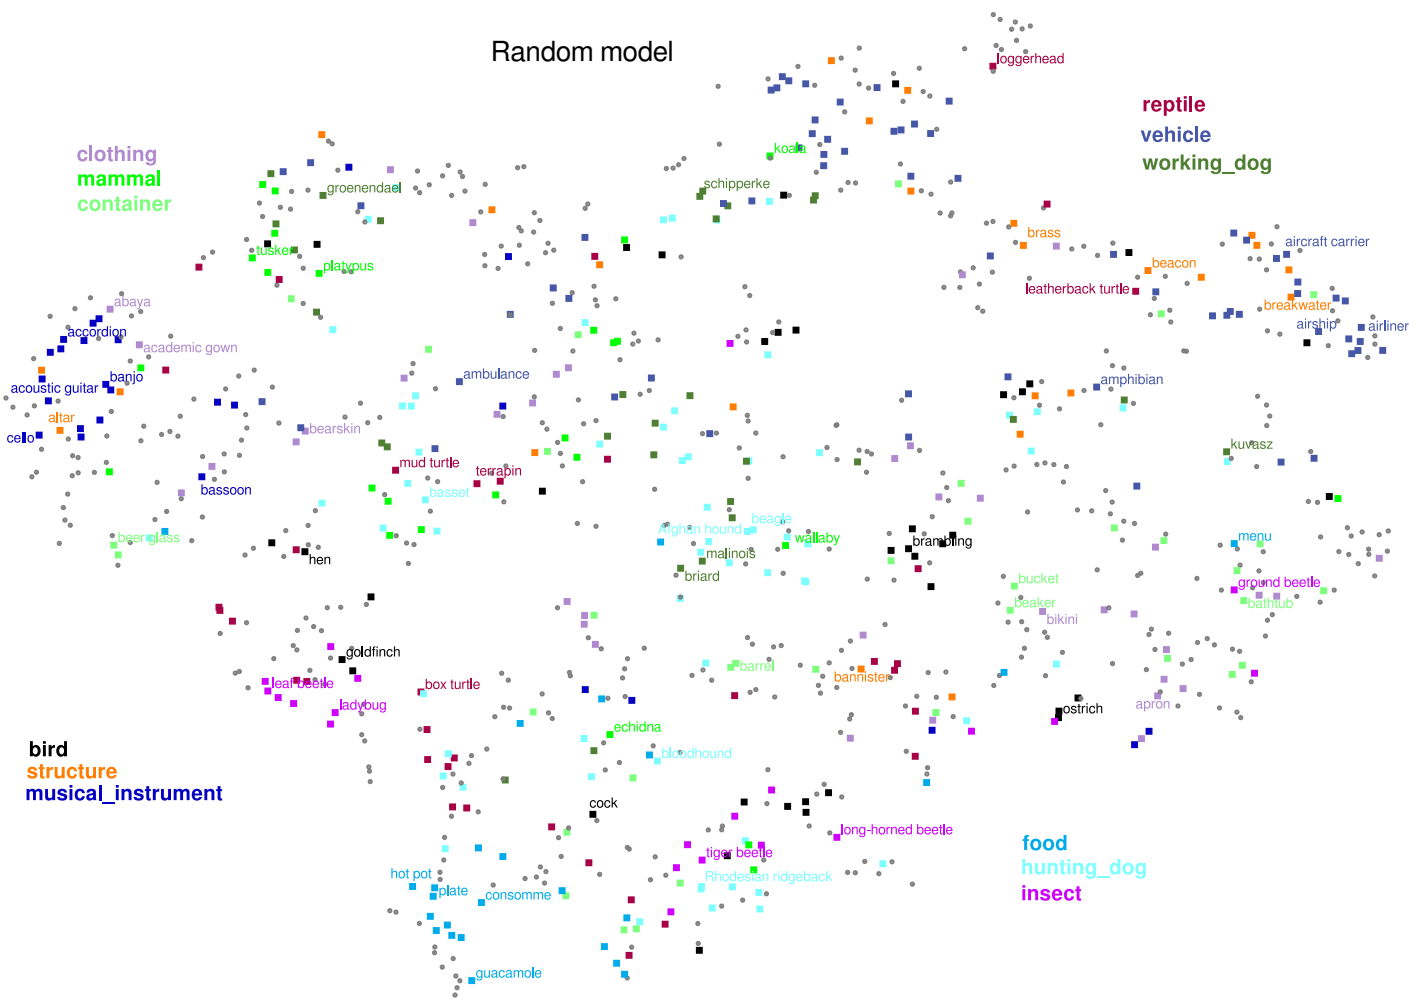 Random model
loggerhead
reptile
vehicle
working_dog
clothing
mammal
container
koala
schipperke
groenendael
tusker
platypus
brass
beacon
aircraft carrier
leatherback turtle
breakwater
airship
airliner
abaya
accordion
academic gown
banjo
acoustic guitar
altar
cello
ambulance
amphibian
bearskin
kuvasz
mud turtle
terrapin
bassoon
basset
beagle
Afghan hound
wallaby
beer glass
hen
brambling
menu
malinois
briard
bucket
ground beetle
beaker
bathtub
bikini
goldfinch
leaf beetle
box turtle
barrel
bannister
ladybug
apron
ostrich
echidna
bloodhound
bird
structure
musical_instrument
cock
long-horned beetle
tiger beetle
food
hunting_dog
insect
hot pot
plate
consomme
Rhodesian ridgeback
guacamole